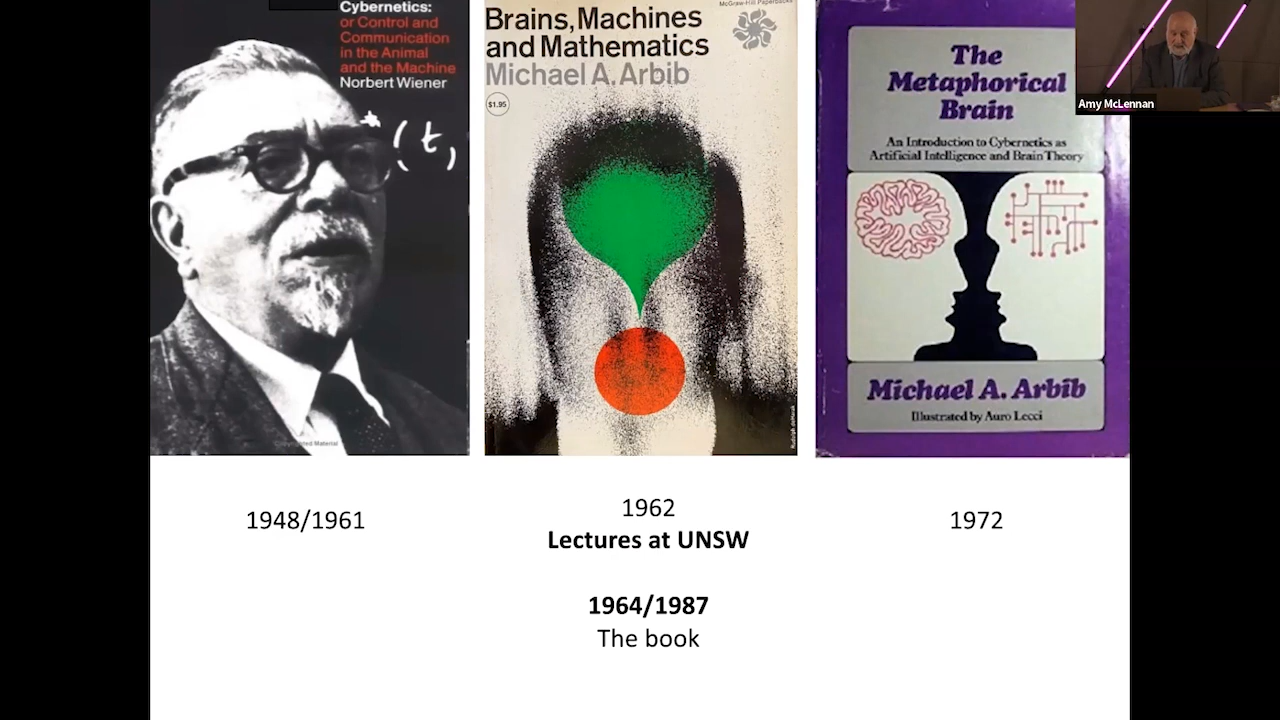 Cybernetics:
or Control and
Communication
in the Animal
and the Machine
Norbert Wiener
(t,
Brains, Machines
and Mathematics
Michael A. Arbib
$1.95
McGraw-Hill Paperbacks
The
Metaphorical
Brain
An Introduction to Cybernetics as
Artificial Intelligence and Brain Theory
Michael A. Arbib
Illustrated by Auro Lecci
Amy McLennan
1948/1961
1962
Lectures at UNSW
1964/1987
The book
1972